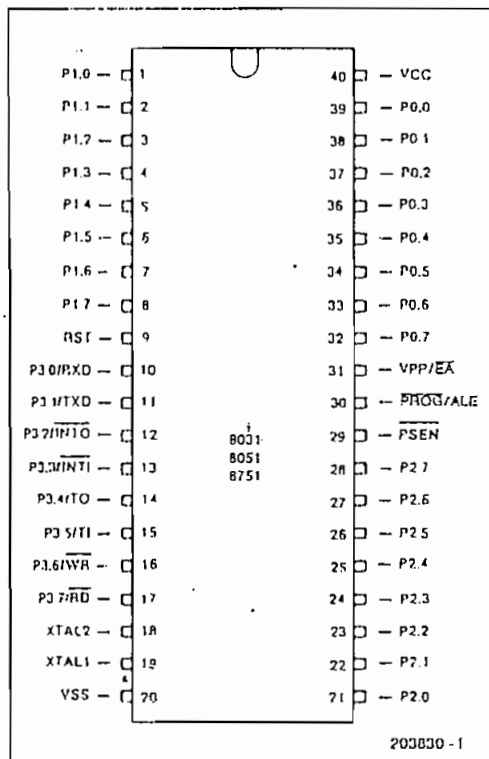 P1.0 1 40 VCC
P1.1 2 39 P0.0
P1.2 3 38 P0.1
P1.3 4 37 P0.2
P1.4 5 36 P0.3
P1.5 6 35 P0.4
P1.6 7 34 P0.5
P1.7 8 33 P0.6
RST 9 32 P0.7
P3.0/RXD 10 31 VPP/EA
P3.1/TXD 11 30 PROG/ALE
P3.2/INT0 12 29 PSEN
P3.3/INT1 13 28 P2.7
P3.4/T0 14 27 P2.6
P3.5/T1 15 26 P2.5
P3.6/WR 16 25 P2.4
P3.7/RD 17 24 P2.3
XTAL2 18 23 P2.2
XTAL1 19 22 P2.1
VSS 20 21 P2.0
8031
8051
8751
203830-1